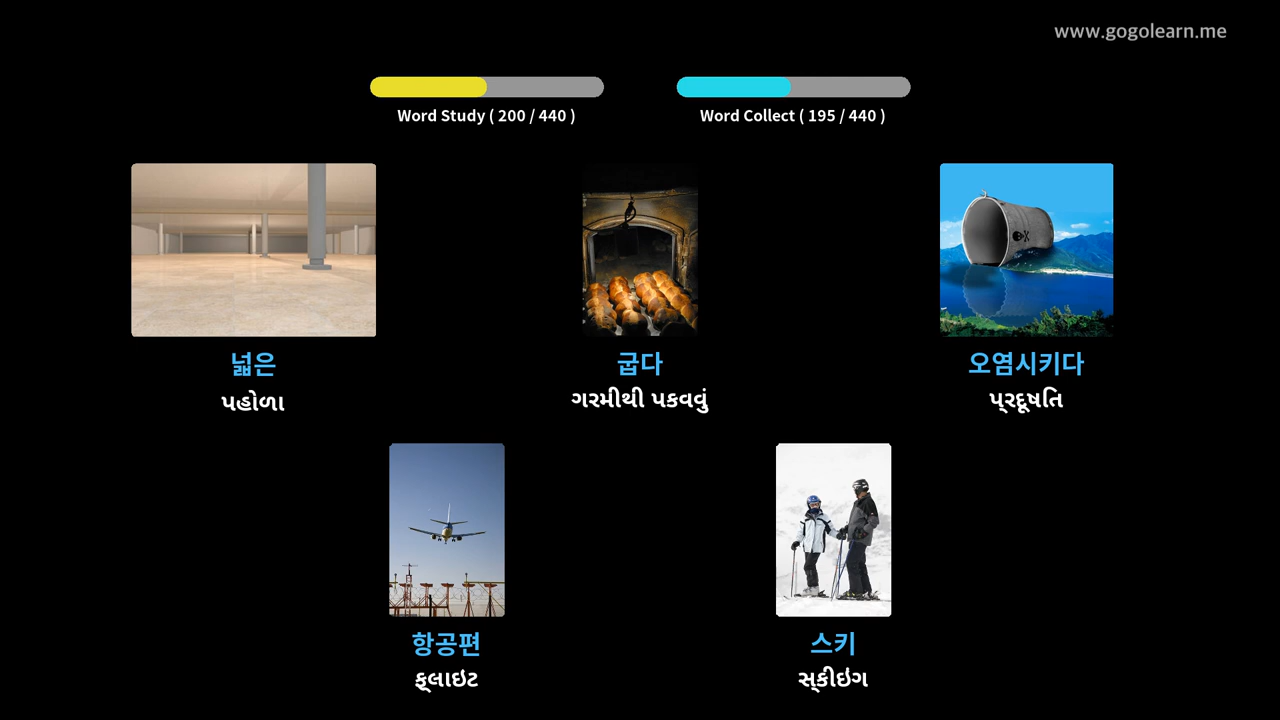 www.gogolearn.me
Word Study ( 200 / 440 )
Word Collect ( 195 / 440 )
넓은
પહોળા
굽다
ગરમીથી પકવવું
오염시키다
પ્રદૂષતિ
항공편
ફ્લાઇટ
스키
સ્કીઇંગ